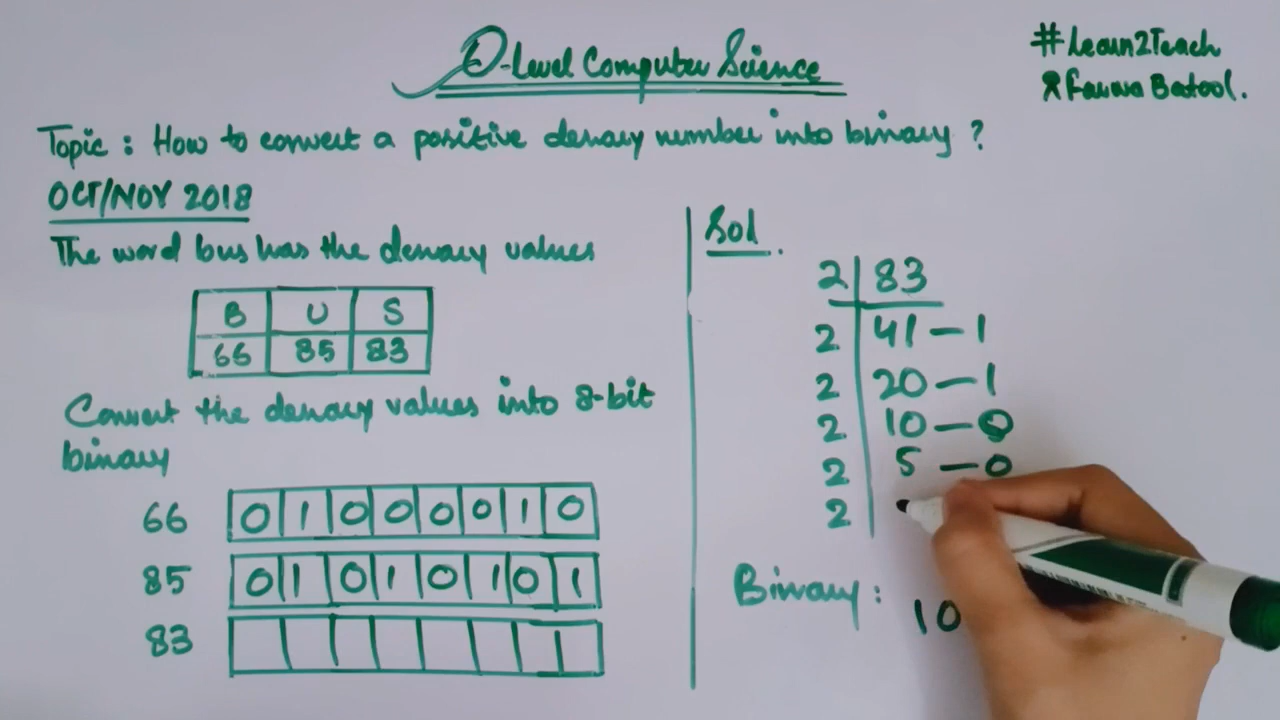 O-Level Computer Science
#Learn2Teach
Farwa Batool.
Topic : How to convert a positive denary number into binary ?
OCT/NOV 2018
The word bus has the denary values
B U S
66 85 83
Convert the denary values into 8-bit
binary
66 0 1 0 0 0 0 1 0
85 0 1 0 1 0 1 0 1
83
Sol.
2 83
2 41 – 1
2 20 – 1
2 10 – 0
2 5 – 0
2
Binary :
10